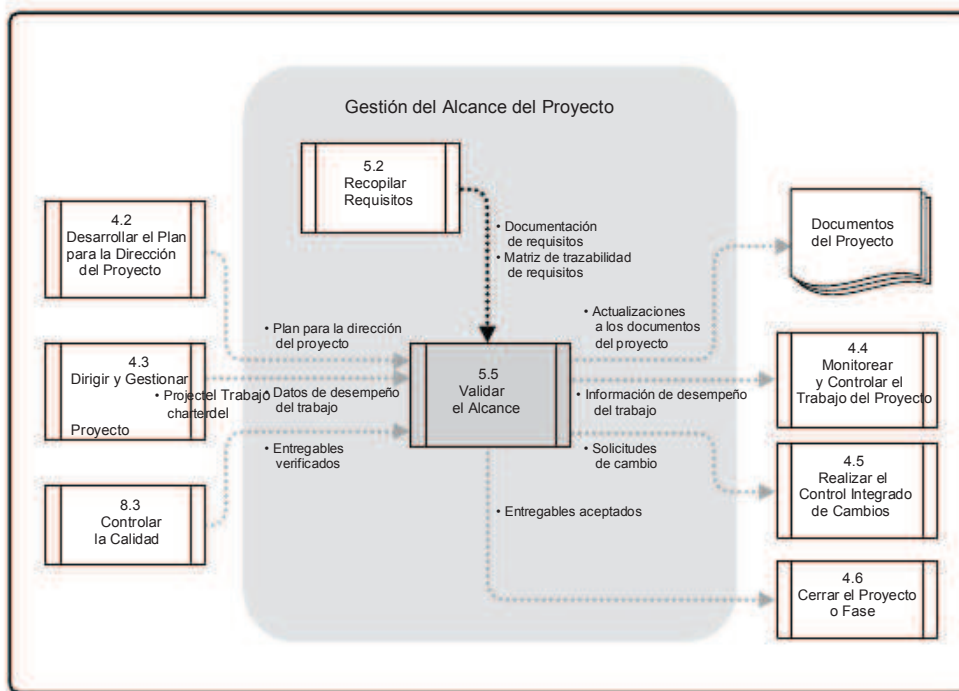 Gestión del Alcance del Proyecto
5.2
Recopilar
Requisitos
4.2
Desarrollar el Plan
para la Dirección
del Proyecto
• Documentación
de requisitos
• Matriz de trazabilidad
de requisitos
Documentos
del Proyecto
• Plan para la dirección
del proyecto
• Actualizaciones
a los documentos
del proyecto
4.3
Dirigir y Gestionar
• Projectel Trabajo
charterdel
Proyecto
• Datos de desempeño
del trabajo
5.5
Validar
el Alcance
• Información de desempeño
del trabajo
4.4
Monitorear
y Controlar el
Trabajo del Proyecto
• Entregables
verificados
• Solicitudes
de cambio
4.5
Realizar el
Control Integrado
de Cambios
8.3
Controlar
la Calidad
• Entregables aceptados
4.6
Cerrar el Proyecto
o Fase